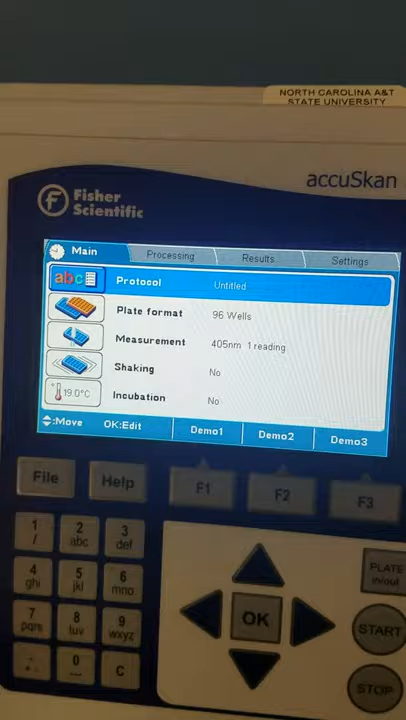 NORTH CAROLINA A&T
STATE UNIVERSITY
accuSkan
Fisher
Scientific
Main Processing Results Settings
abc Protocol Untitled
Plate format 96 Wells
Measurement 405nm 1 reading
Shaking No
19.0°C Incubation No
:Move OK:Edit Demo1 Demo2 Demo3
File Help F1 F2 F3
1 / 2 abc 3 def
4 ghi 5 jkl 6 mno
7 pqrs 8 tuv 9 wxyz
0 C
OK
PLATE
in/out
START
STOP